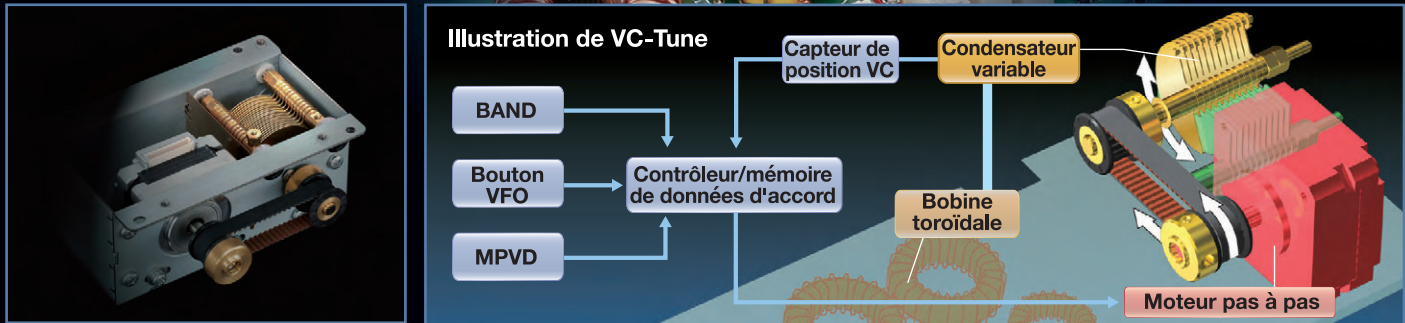 Illustration de VC-Tune
Capteur de
position VC
Condensateur
variable
BAND
Bouton
VFO
Contrôleur/mémoire
de données d'accord
MPVD
Bobine
toroïdale
Moteur pas à pas